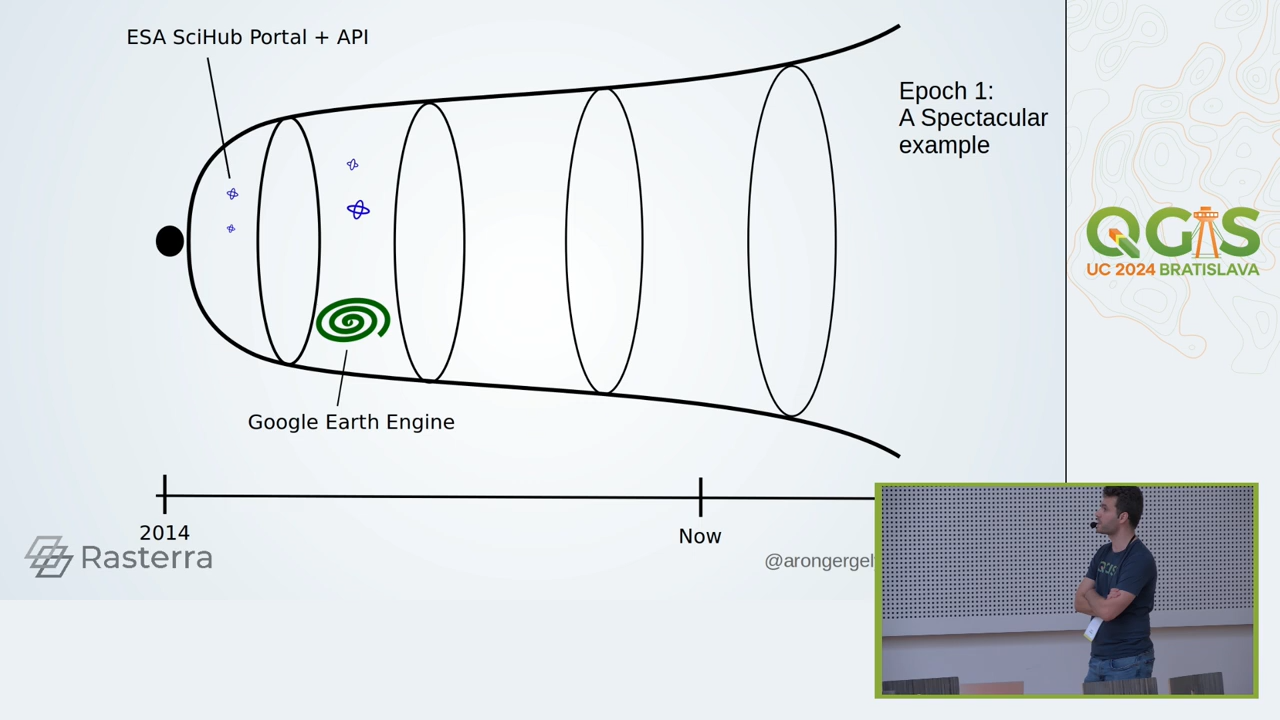 ESA SciHub Portal + API
Epoch 1:
A Spectacular
example
QGIS
UC 2024 BRATISLAVA
Google Earth Engine
2014
Now
Rasterra
@arongergel
QGIS